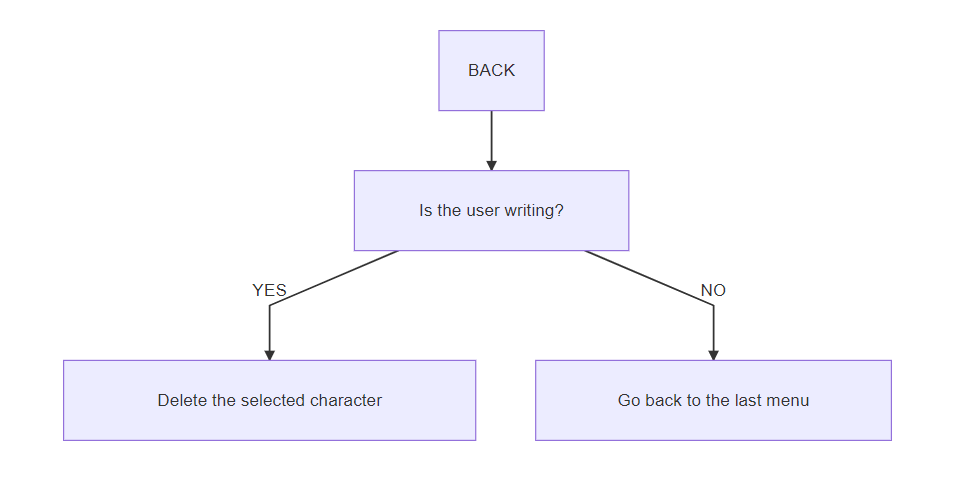 BACK
Is the user writing?
YES
NO
Delete the selected character
Go back to the last menu